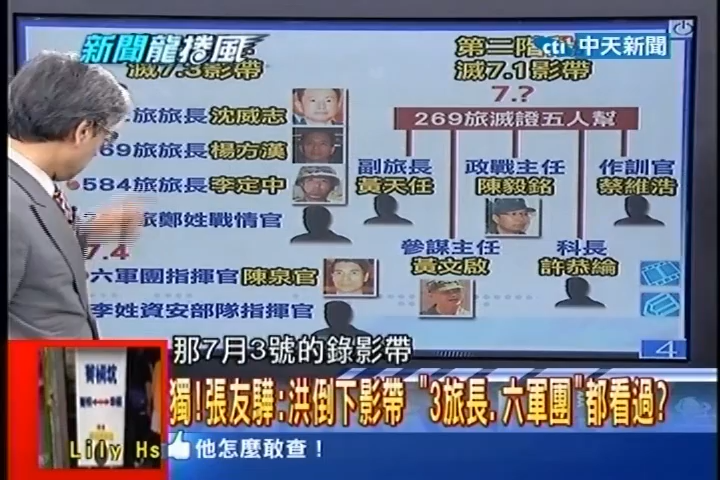 新聞龍捲風
cti 中天新聞
滅7.3影帶
第二階
滅7.1影帶
7.?
269旅滅證五人幫
旅旅長沈威志
69旅旅長楊方漢
584旅旅長李定中
旅鄭姓戰情官
7.4
六軍團指揮官陳泉官
李姓資安部隊指揮官
副旅長
黃天任
政戰主任
陳毅銘
作訓官
蔡維浩
參謀主任
黃文啟
科長
許恭綸
4
那7月3號的錄影帶
獨!張友驊:洪倒下影帶 "3旅長.六軍團"都看過?
Lily Hs
他怎麼敢查!